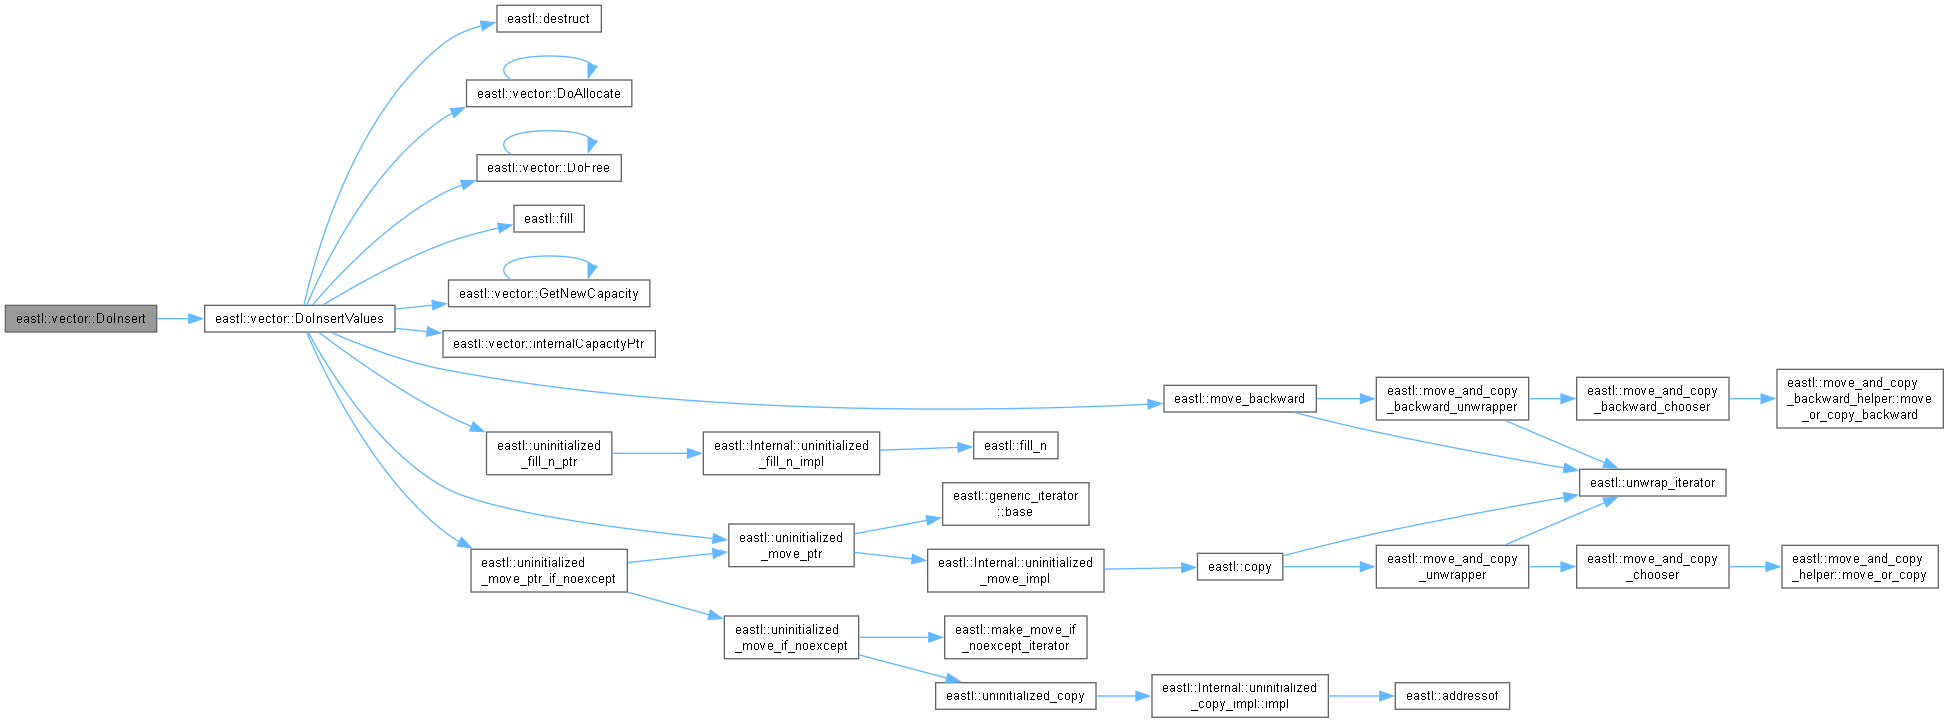 eastl::destruct
eastl::vector::DoAllocate
eastl::vector::DoFree
eastl::fill
eastl::vector::GetNewCapacity
eastl::vector::DoInsert
eastl::vector::DoInsertValues
eastl::vector::internalCapacityPtr
eastl::move_backward
eastl::move_and_copy
_backward_unwrapper
eastl::move_and_copy
_backward_chooser
eastl::move_and_copy
_backward_helper::move
_or_copy_backward
eastl::uninitialized
_fill_n_ptr
eastl::Internal::uninitialized
_fill_n_impl
eastl::fill_n
eastl::unwrap_iterator
eastl::generic_iterator
::base
eastl::uninitialized
_move_ptr
eastl::uninitialized
_move_ptr_if_noexcept
eastl::Internal::uninitialized
_move_impl
eastl::copy
eastl::move_and_copy
_unwrapper
eastl::move_and_copy
_chooser
eastl::move_and_copy
_helper::move_or_copy
eastl::uninitialized
_move_if_noexcept
eastl::make_move_if
_noexcept_iterator
eastl::uninitialized_copy
eastl::Internal::uninitialized
_copy_impl::impl
eastl::addressof